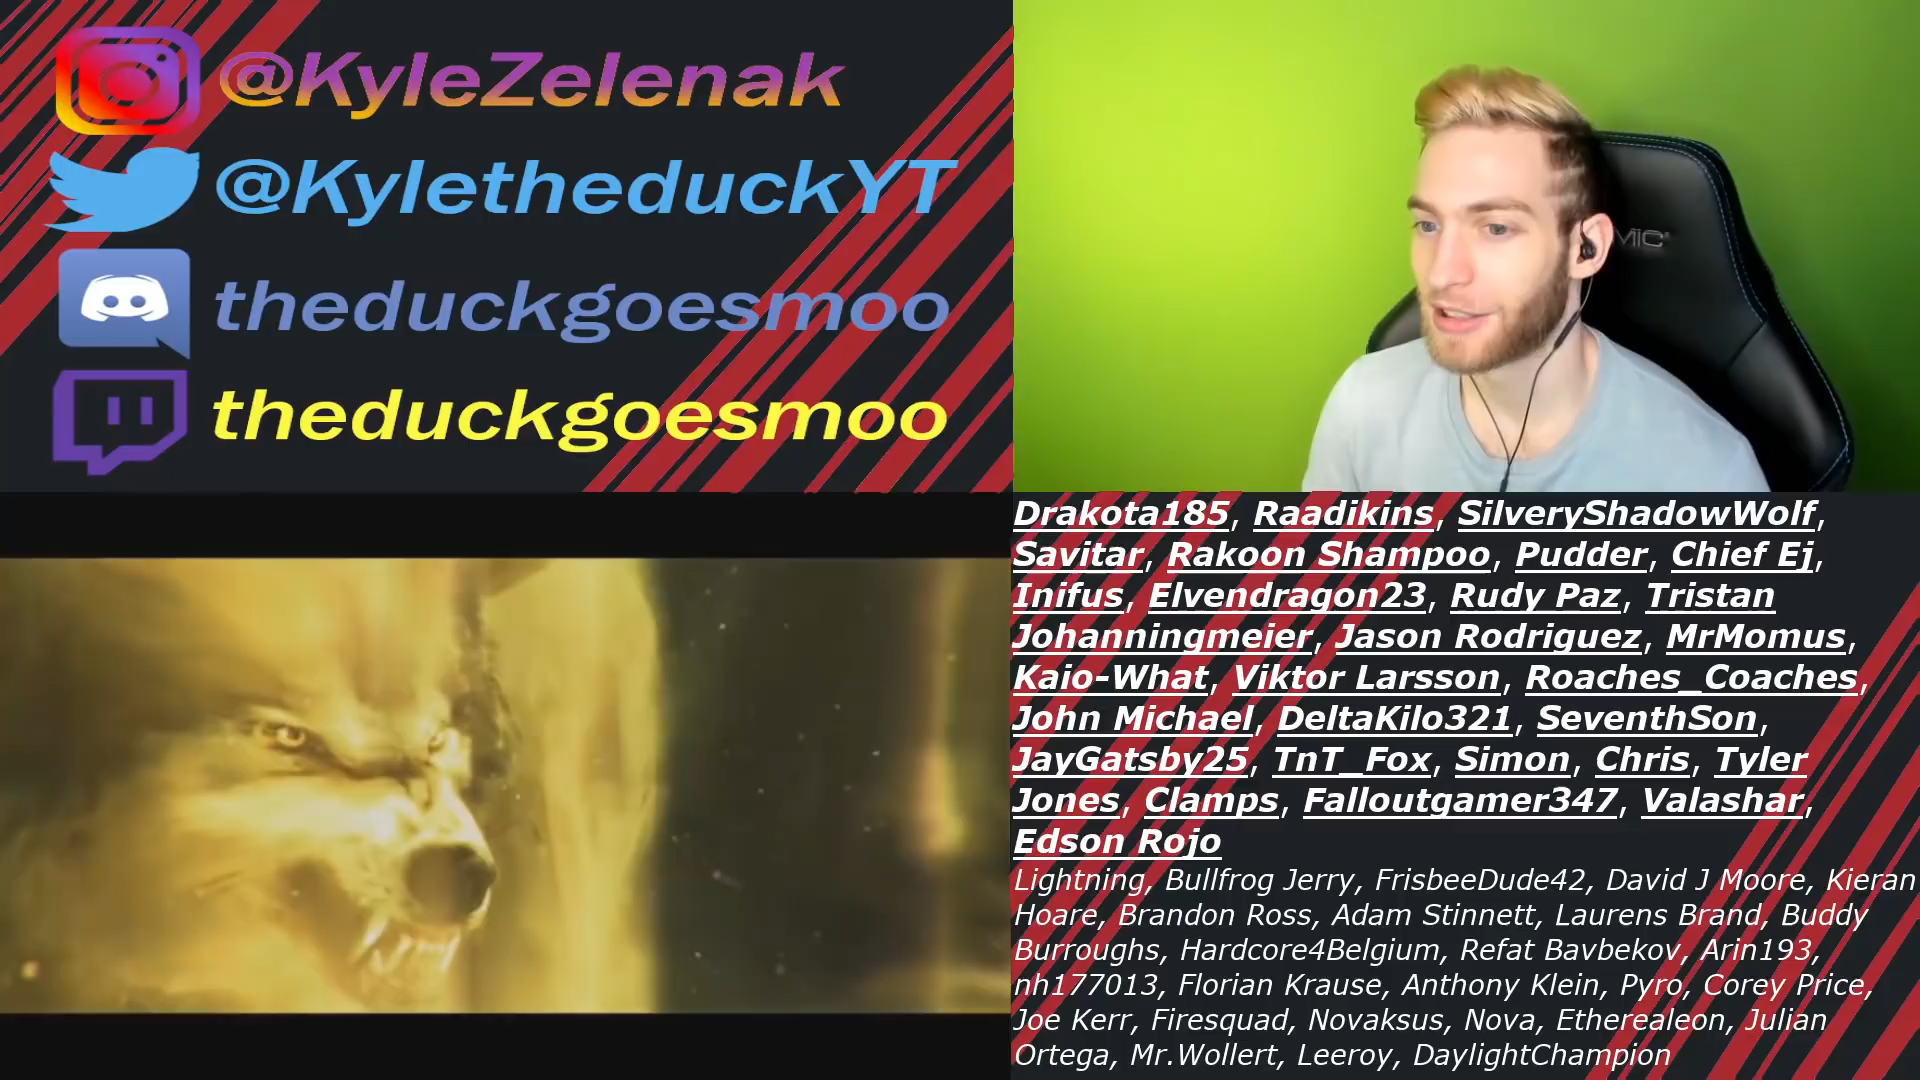 @KyleZelenak
@KyletheduckYT
theduckgoesmoo
theduckgoesmoo
Drakota185, Raadikins, SilveryShadowWolf,
Savitar, Rakoon Shampoo, Pudder, Chief Ej,
Inifus, Elvendragon23, Rudy Paz, Tristan
Johanningmeier, Jason Rodriguez, MrMomus,
Kaio-What, Viktor Larsson, Roaches_Coaches,
John Michael, DeltaKilo321, SeventhSon,
JayGatsby25, TnT_Fox, Simon, Chris, Tyler
Jones, Clamps, Falloutgamer347, Valashar,
Edson Rojo
Lightning, Bullfrog Jerry, FrisbeeDude42, David J Moore, Kieran
Hoare, Brandon Ross, Adam Stinnett, Laurens Brand, Buddy
Burroughs, Hardcore4Belgium, Refat Bavbekov, Arin193,
nh177013, Florian Krause, Anthony Klein, Pyro, Corey Price,
Joe Kerr, Firesquad, Novaksus, Nova, Etherealeon, Julian
Ortega, Mr.Wollert, Leeroy, DaylightChampion